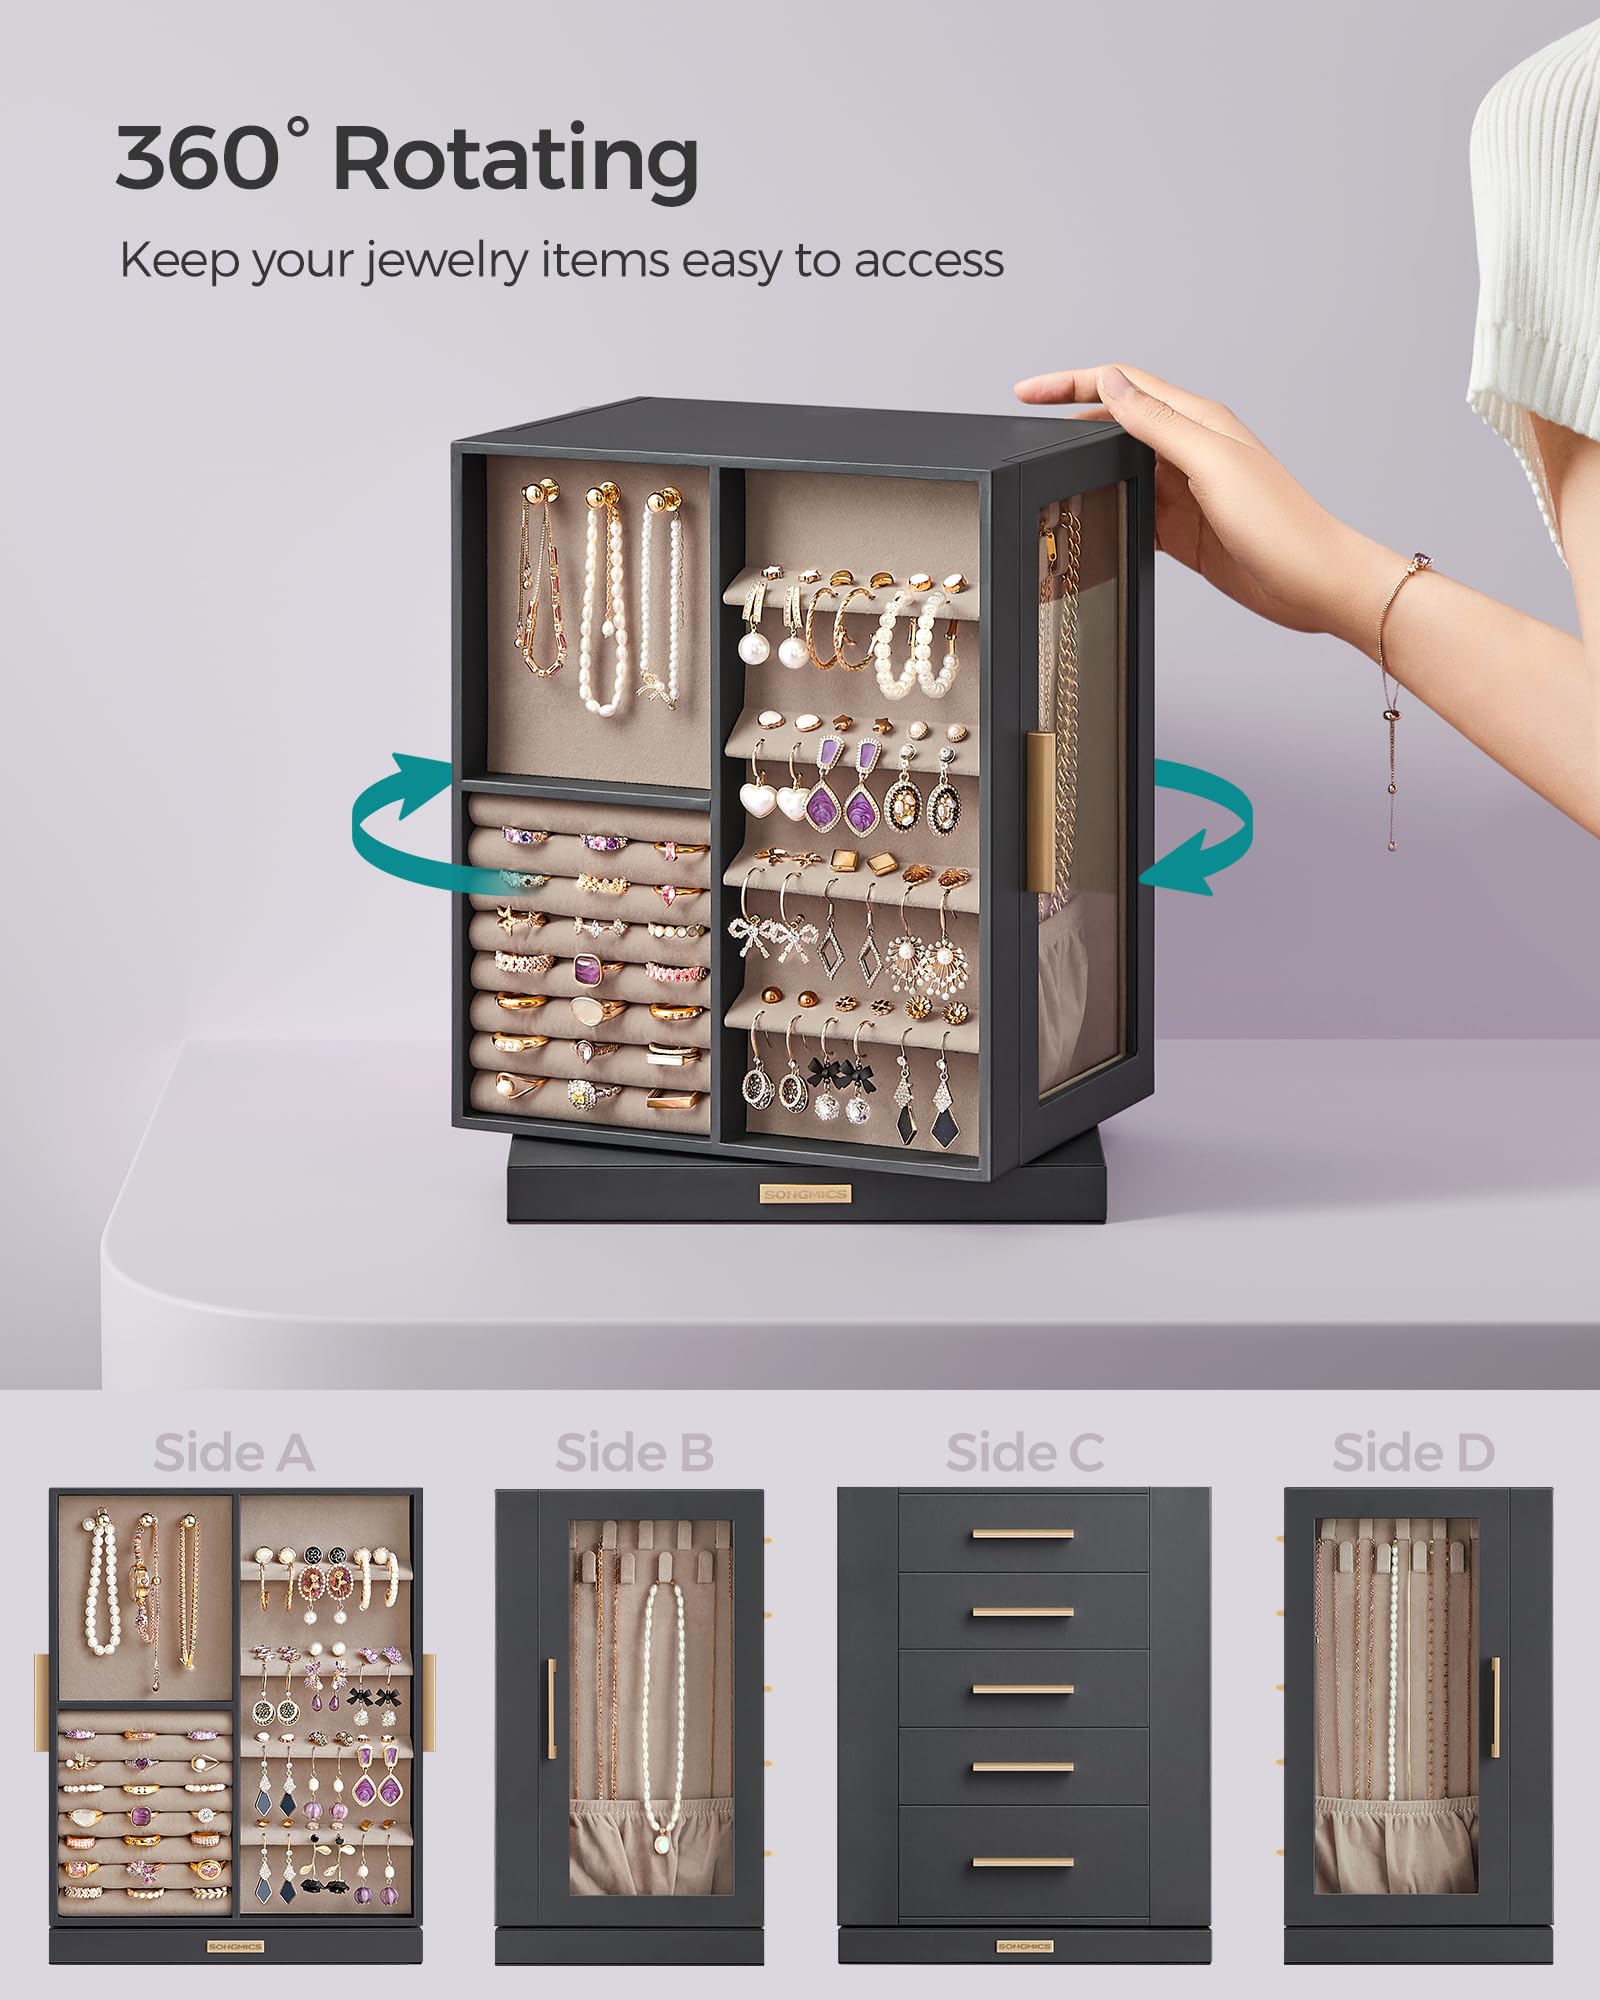 360° Rotating
Keep your jewelry items easy to access
SONGMICS
Side A
Side B
Side C
Side D
SONGMICS
SONGMICS